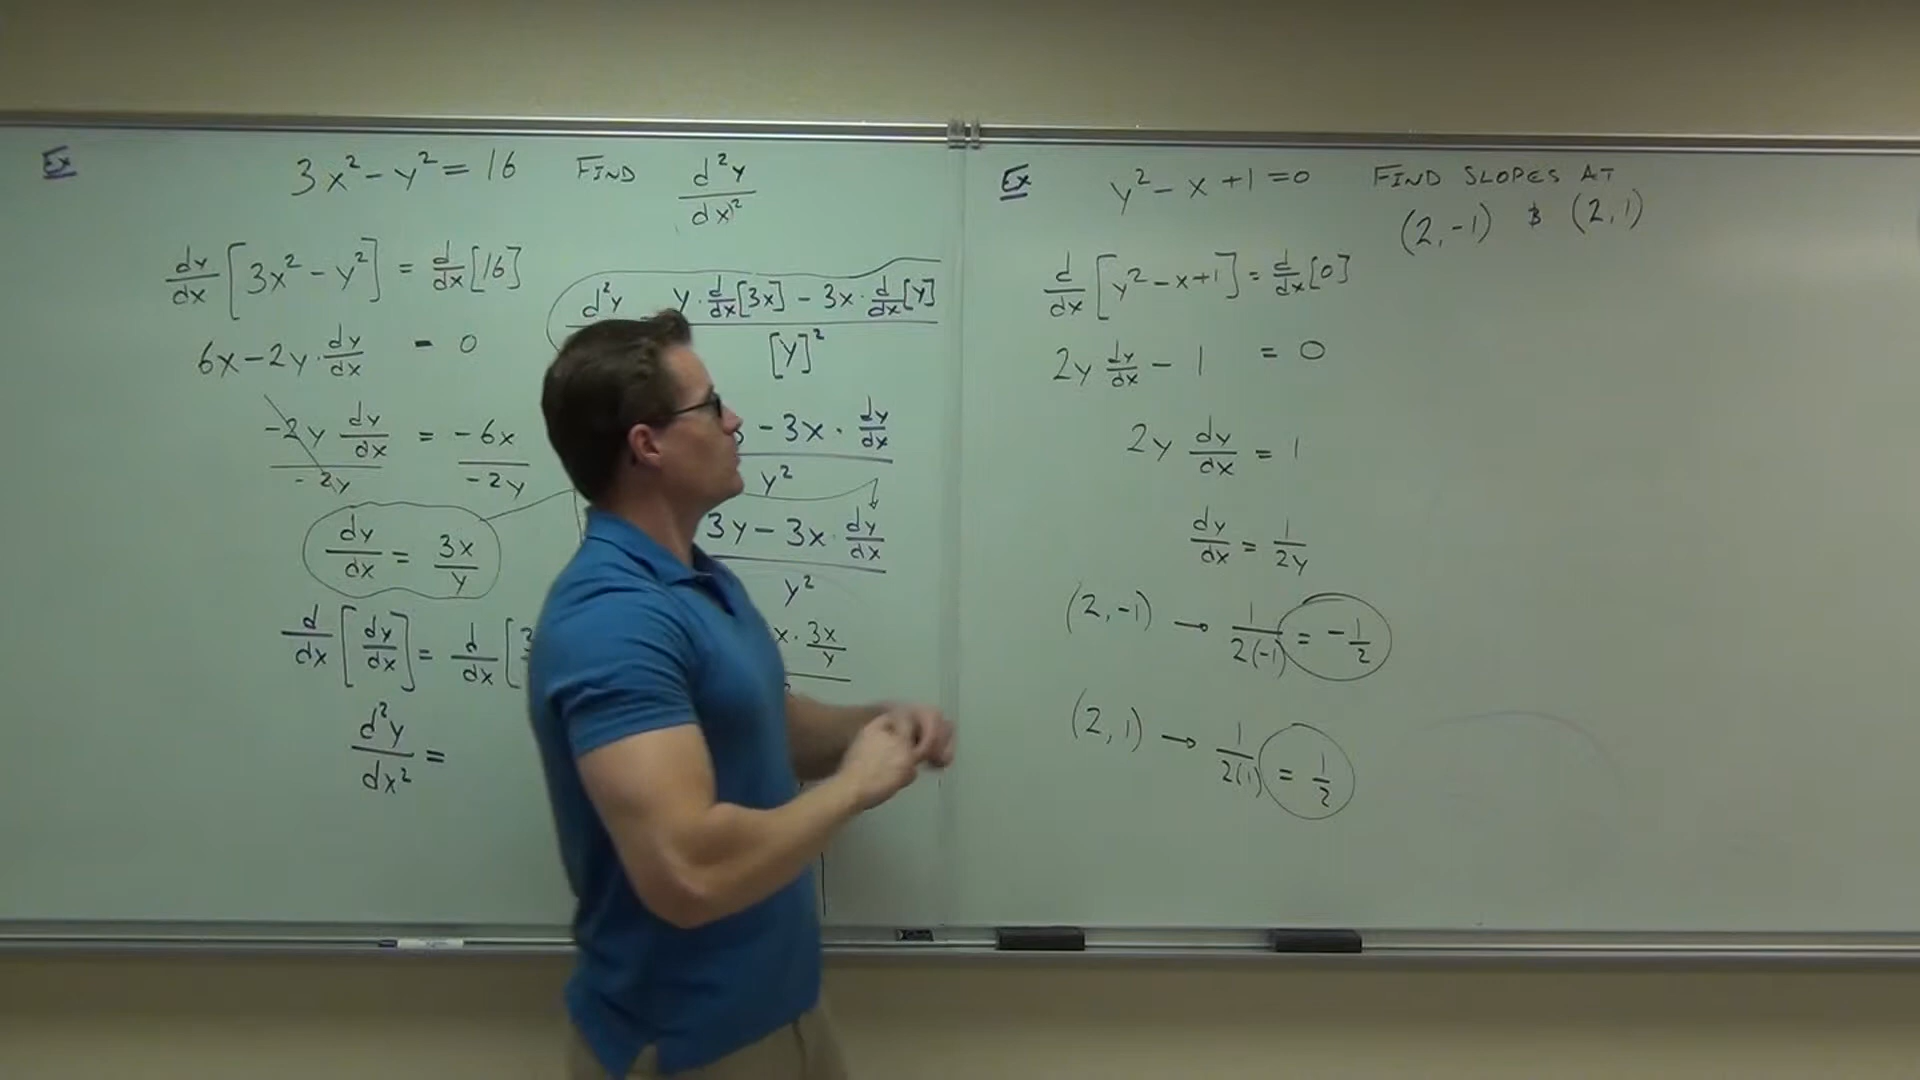 Ex 3x² - y² = 16 FIND d²y/dx²
dy/dx [3x² - y²] = d/dx [16]
6x - 2y · dy/dx = 0
-2y dy/dx / -2y = -6x / -2y
dy/dx = 3x/y
d/dx [dy/dx] = d/dx [3
d²y/dx² =
d²y y · d/dx[3x] - 3x · d/dx[y] / [y]²
- 3x · dy/dx / y²
3y - 3x · dy/dx / y²
x · 3x/y
Ex y² - x + 1 = 0 FIND SLOPES AT
(2, -1) & (2, 1)
d/dx [y² - x + 1] = d/dx [0]
2y dy/dx - 1 = 0
2y dy/dx = 1
dy/dx = 1/2y
(2, -1) → 1/2(-1) = -1/2
(2, 1) → 1/2(1) = 1/2